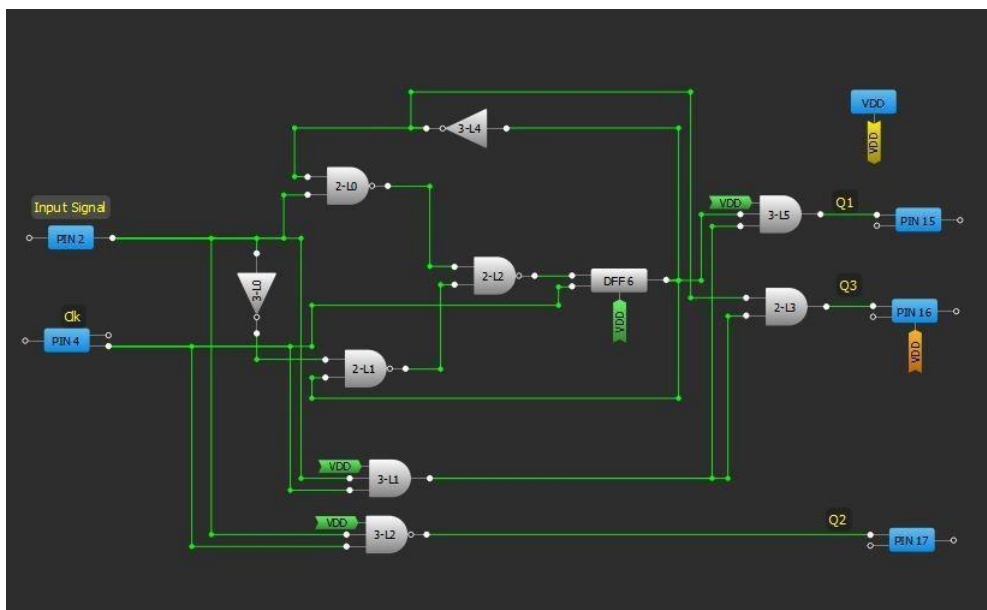 3-L4
VDD
VDD
2-L0
Input Signal
VDD
3-L5
Q1
PIN 15
PIN 2
3-L0
2-L2
DFF 6
VDD
2-L3
Q3
PIN 16
VDD
Clk
PIN 4
2-L1
VDD
3-L1
VDD
3-L2
Q2
PIN 17